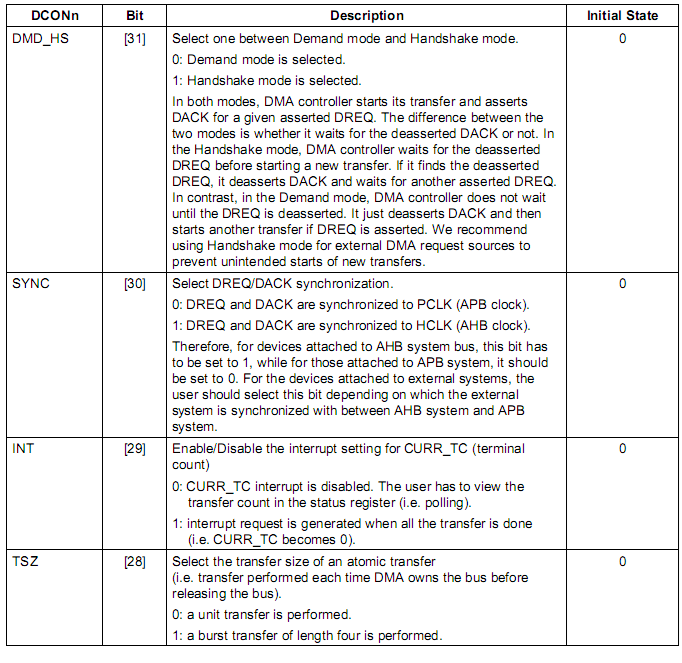 DCONn Bit Description Initial State
DMD_HS [31] Select one between Demand mode and Handshake mode. 0
0: Demand mode is selected.
1: Handshake mode is selected.
In both modes, DMA controller starts its transfer and asserts
DACK for a given asserted DREQ. The difference between the
two modes is whether it waits for the deasserted DACK or not. In
the Handshake mode, DMA controller waits for the deasserted
DREQ before starting a new transfer. If it finds the deasserted
DREQ, it deasserts DACK and waits for another asserted DREQ.
In contrast, in the Demand mode, DMA controller does not wait
until the DREQ is deasserted. It just deasserts DACK and then
starts another transfer if DREQ is asserted. We recommend
using Handshake mode for external DMA request sources to
prevent unintended starts of new transfers.
SYNC [30] Select DREQ/DACK synchronization. 0
0: DREQ and DACK are synchronized to PCLK (APB clock).
1: DREQ and DACK are synchronized to HCLK (AHB clock).
Therefore, for devices attached to AHB system bus, this bit has
to be set to 1, while for those attached to APB system, it should
be set to 0. For the devices attached to external systems, the
user should select this bit depending on which the external
system is synchronized with between AHB system and APB
system.
INT [29] Enable/Disable the interrupt setting for CURR_TC (terminal 0
count)
0: CURR_TC interrupt is disabled. The user has to view the
transfer count in the status register (i.e. polling).
1: interrupt request is generated when all the transfer is done
(i.e. CURR_TC becomes 0).
TSZ [28] Select the transfer size of an atomic transfer 0
(i.e. transfer performed each time DMA owns the bus before
releasing the bus).
0: a unit transfer is performed.
1: a burst transfer of length four is performed.